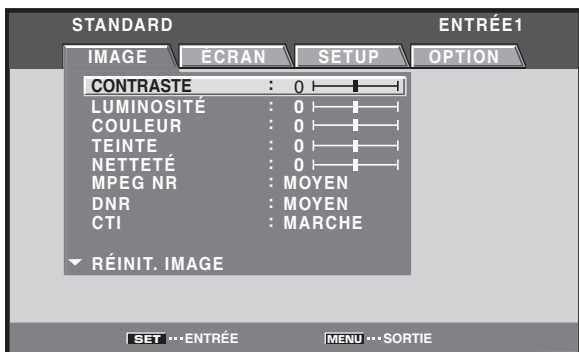 STANDARD ENTRÉE1
IMAGE ÉCRAN SETUP OPTION
CONTRASTE : 0
LUMINOSITÉ : 0
COULEUR : 0
TEINTE : 0
NETTETÉ : 0
MPEG NR : MOYEN
DNR : MOYEN
CTI : MARCHE
RÉINIT. IMAGE
SET ···ENTRÉE MENU ···SORTIE